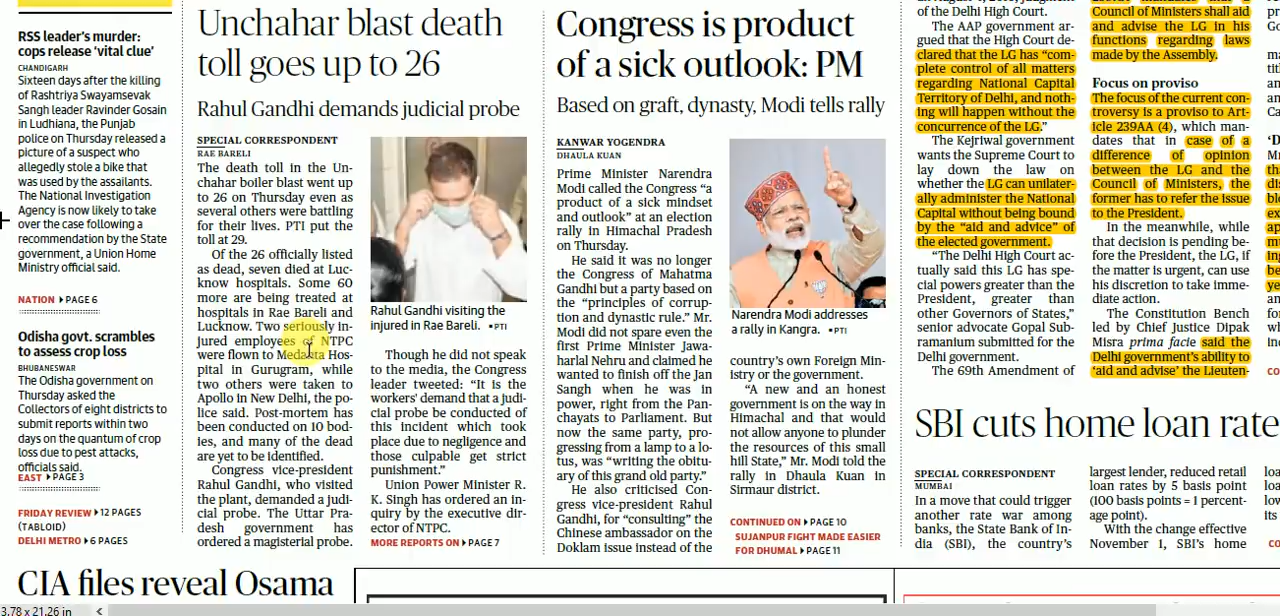 RSS leader's murder:
cops release 'vital clue'
CHANDIGARH
Sixteen days after the killing
of Rashtriya Swayamsevak
Sangh leader Ravinder Gosain
in Ludhiana, the Punjab
police on Thursday released a
picture of a suspect who
allegedly stole a bike that
was used by the assailants.
The National Investigation
Agency is now likely to take
over the case following a
recommendation by the State
government, a Union Home
Ministry official said.
NATION PAGE 6
Odisha govt. scrambles
to assess crop loss
BHUBANESWAR
The Odisha government on
Thursday asked the
Collectors of eight districts to
submit reports within two
days on the quantum of crop
loss due to pest attacks,
officials said.
EAST PAGE 3
FRIDAY REVIEW 12 PAGES
(TABLOID)
DELHI METRO 6 PAGES
Unchahar blast death
toll goes up to 26
Rahul Gandhi demands judicial probe
SPECIAL CORRESPONDENT
RAE BARELI
The death toll in the Un-
chahar boiler blast went up
to 26 on Thursday even as
several others were battling
for their lives. PTI put the
toll at 29.
Of the 26 officially listed
as dead, seven died at Luc-
know hospitals. Some 60
more are being treated at
hospitals in Rae Bareli and
Lucknow. Two seriously in-
jured employees of NTPC
were flown to Medanta Hos-
pital in Gurugram, while
two others were taken to
Apollo in New Delhi, the po-
lice said. Post-mortem has
been conducted on 10 bod-
ies, and many of the dead
are yet to be identified.
Congress vice-president
Rahul Gandhi, who visited
the plant, demanded a judi-
cial probe. The Uttar Pra-
desh government has
ordered a magisterial probe.
Rahul Gandhi visiting the
injured in Rae Bareli. ▪PTI
Though he did not speak
to the media, the Congress
leader tweeted: “It is the
workers' demand that a judi-
cial probe be conducted of
this incident which took
place due to negligence and
those culpable get strict
punishment.”
Union Power Minister R.
K. Singh has ordered an in-
quiry by the executive dir-
ector of NTPC.
MORE REPORTS ON PAGE 7
Congress is product
of a sick outlook: PM
Based on graft, dynasty, Modi tells rally
KANWAR YOGENDRA
DHAULA KUAN
Prime Minister Narendra
Modi called the Congress “a
product of a sick mindset
and outlook” at an election
rally in Himachal Pradesh
on Thursday.
He said it was no longer
the Congress of Mahatma
Gandhi but a party based on
the “principles of corrup-
tion and dynastic rule.” Mr.
Modi did not spare even the
first Prime Minister Jawa-
harlal Nehru and claimed he
wanted to finish off the Jan
Sangh when he was in
power, right from the Pan-
chayats to Parliament. But
now the same party, pro-
gressing from a lamp to a lo-
tus, was “writing the obitu-
ary of this grand old party.”
He also criticised Con-
gress vice-president Rahul
Gandhi, for “consulting” the
Chinese ambassador on the
Doklam issue instead of the
Narendra Modi addresses
a rally in Kangra. ▪PTI
country's own Foreign Min-
istry or the government.
“A new and an honest
government is on the way in
Himachal and that would
not allow anyone to plunder
the resources of this small
hill State,” Mr. Modi told the
rally in Dhaula Kuan in
Sirmaur district.
CONTINUED ON PAGE 10
SUJANPUR FIGHT MADE EASIER
FOR DHUMAL PAGE 11
of the Delhi High Court.
The AAP government ar-
gued that the High Court de-
clared that the LG has “com-
plete control of all matters
regarding National Capital
Territory of Delhi, and noth-
ing will happen without the
concurrence of the LG.”
The Kejriwal government
wants the Supreme Court to
lay down the law on
whether the LG can unilater-
ally administer the National
Capital without being bound
by the “aid and advice” of
the elected government.
“The Delhi High Court ac-
tually said this LG has spe-
cial powers greater than the
President, greater than
other Governors of States,”
senior advocate Gopal Sub-
ramanium submitted for the
Delhi government.
The 69th Amendment of
Council of Ministers shall aid
and advise the LG in his
functions regarding laws
made by the Assembly.
Focus on proviso
The focus of the current con-
troversy is a proviso to Art-
icle 239AA (4), which man-
dates that in case of a
difference of opinion
between the LG and the
Council of Ministers, the
former has to refer the issue
to the President.
In the meanwhile, while
that decision is pending be-
fore the President, the LG, if
the matter is urgent, can use
his discretion to take imme-
diate action.
The Constitution Bench
led by Chief Justice Dipak
Misra prima facie said the
Delhi government's ability to
'aid and advise' the Lieuten-
SBI cuts home loan rate
SPECIAL CORRESPONDENT
MUMBAI
In a move that could trigger
another rate war among
banks, the State Bank of In-
dia (SBI), the country's
largest lender, reduced retail
loan rates by 5 basis point
(100 basis points = 1 percent-
age point).
With the change effective
November 1, SBI's home
CIA files reveal Osama
3.78 x 21.26 in